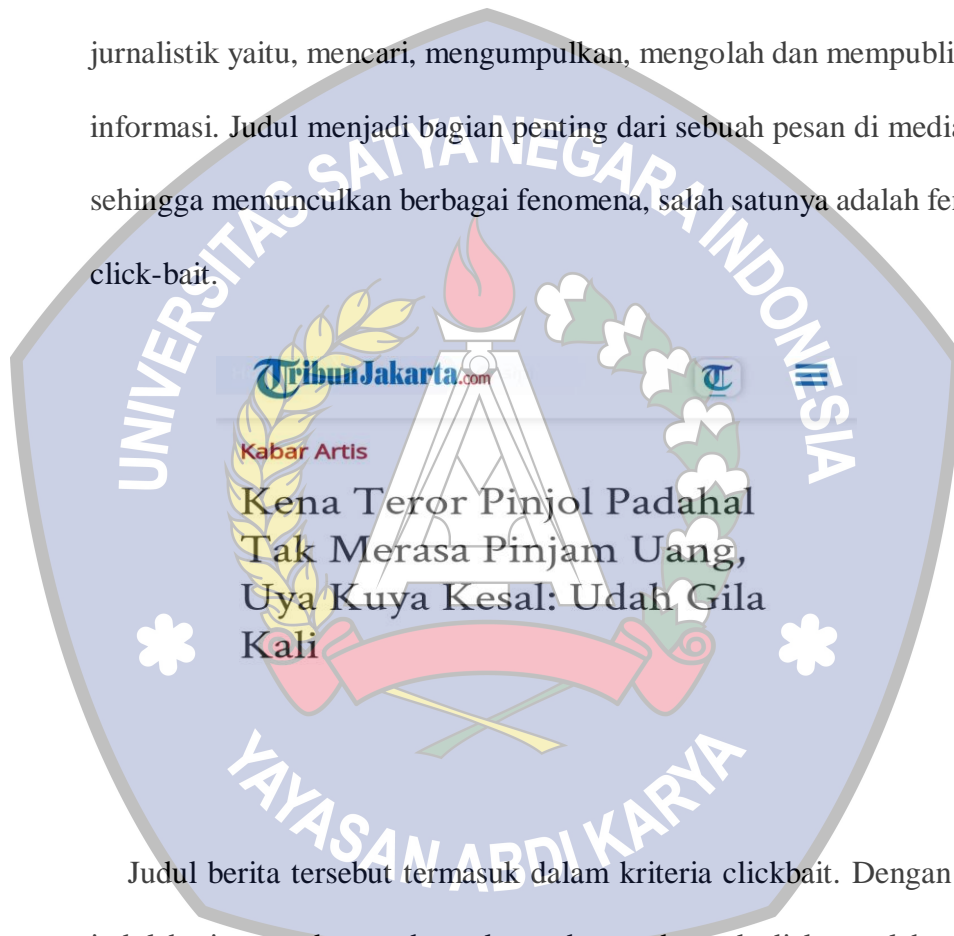 jurnalistik yaitu, mencari, mengumpulkan, mengolah dan mempubli
informasi. Judul menjadi bagian penting dari sebuah pesan di media
sehingga memunculkan berbagai fenomena, salah satunya adalah fe
click-bait.
UNIVERSITAS SATYA NEGARA INDONESIA
TribunJakarta.com
Kabar Artis
Kena Teror Pinjol Padahal
Tak Merasa Pinjam Uang,
Uya Kuya Kesal: Udah Gila
Kali
YAYASAN ABDI KARYA
Judul berita tersebut termasuk dalam kriteria clickbait. Dengan